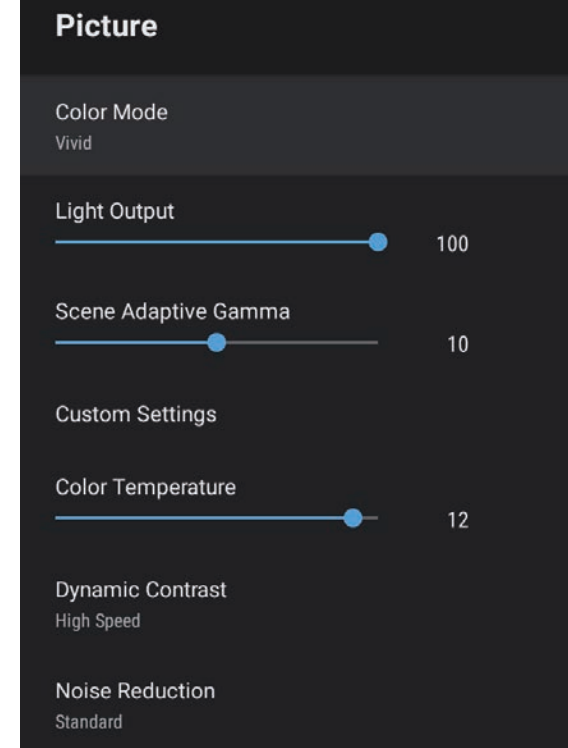 Picture
Color Mode
Vivid
Light Output
100
Scene Adaptive Gamma
10
Custom Settings
Color Temperature
12
Dynamic Contrast
High Speed
Noise Reduction
Standard